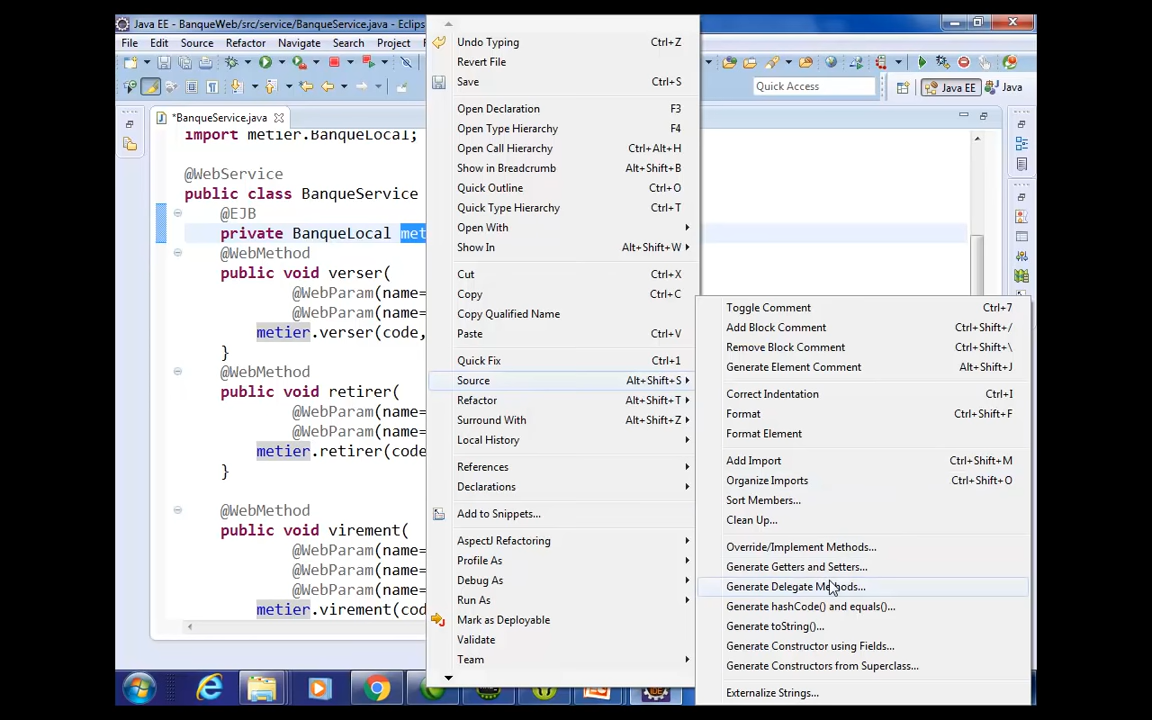 Java EE - BanqueWeb/src/service/BanqueService.java - Eclips
File Edit Source Refactor Navigate Search Project
Quick Access
Java EE
Java
*BanqueService.java
import metier.BanqueLocal;
@WebService
public class BanqueService
@EJB
private BanqueLocal met
@WebMethod
public void verser(
@WebParam(name=
@WebParam(name=
metier.verser(code,
}
@WebMethod
public void retirer(
@WebParam(name=
@WebParam(name=
metier.retirer(code
}
@WebMethod
public void virement(
@WebParam(name=
@WebParam(name=
@WebParam(name=
metier.virement(cod
Undo Typing Ctrl+Z
Revert File
Save Ctrl+S
Open Declaration F3
Open Type Hierarchy F4
Open Call Hierarchy Ctrl+Alt+H
Show in Breadcrumb Alt+Shift+B
Quick Outline Ctrl+O
Quick Type Hierarchy Ctrl+T
Open With
Show In Alt+Shift+W
Cut Ctrl+X
Copy Ctrl+C
Copy Qualified Name
Paste Ctrl+V
Quick Fix Ctrl+1
Source Alt+Shift+S
Refactor Alt+Shift+T
Surround With Alt+Shift+Z
Local History
References
Declarations
Add to Snippets...
AspectJ Refactoring
Profile As
Debug As
Run As
Mark as Deployable
Validate
Team
Toggle Comment Ctrl+7
Add Block Comment Ctrl+Shift+/
Remove Block Comment Ctrl+Shift+\
Generate Element Comment Alt+Shift+J
Correct Indentation Ctrl+I
Format Ctrl+Shift+F
Format Element
Add Import Ctrl+Shift+M
Organize Imports Ctrl+Shift+O
Sort Members...
Clean Up...
Override/Implement Methods...
Generate Getters and Setters...
Generate Delegate Methods...
Generate hashCode() and equals()...
Generate toString()...
Generate Constructor using Fields...
Generate Constructors from Superclass...
Externalize Strings...